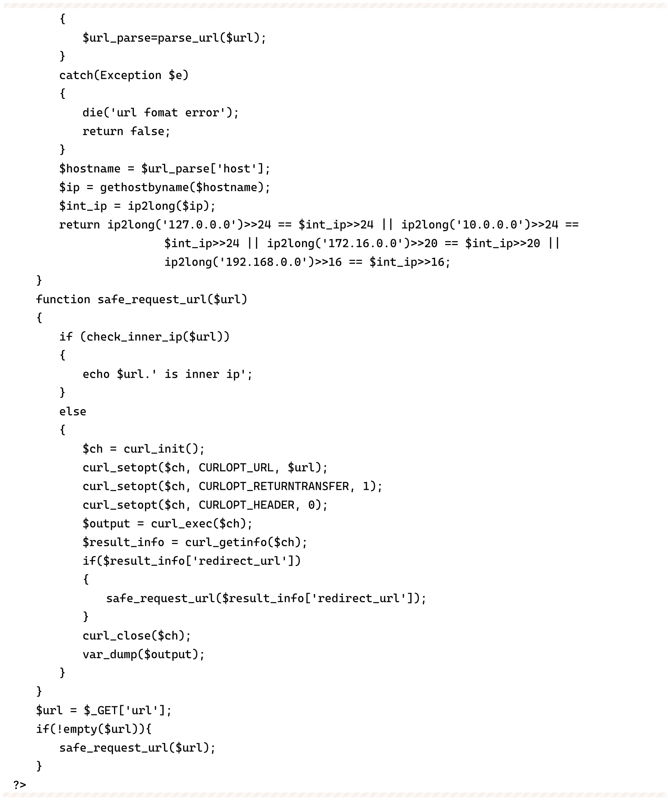 {
$url_parse=parse_url($url);
}
catch(Exception $e)
{
die('url fomat error');
return false;
}
$hostname = $url_parse['host'];
$ip = gethostbyname($hostname);
$int_ip = ip2long($ip);
return ip2long('127.0.0.0')>>24 == $int_ip>>24 || ip2long('10.0.0.0')>>24 ==
$int_ip>>24 || ip2long('172.16.0.0')>>20 == $int_ip>>20 ||
ip2long('192.168.0.0')>>16 == $int_ip>>16;
}
function safe_request_url($url)
{
if (check_inner_ip($url))
{
echo $url.' is inner ip';
}
else
{
$ch = curl_init();
curl_setopt($ch, CURLOPT_URL, $url);
curl_setopt($ch, CURLOPT_RETURNTRANSFER, 1);
curl_setopt($ch, CURLOPT_HEADER, 0);
$output = curl_exec($ch);
$result_info = curl_getinfo($ch);
if($result_info['redirect_url'])
{
safe_request_url($result_info['redirect_url']);
}
curl_close($ch);
var_dump($output);
}
}
$url = $_GET['url'];
if(!empty($url)){
safe_request_url($url);
}
?>